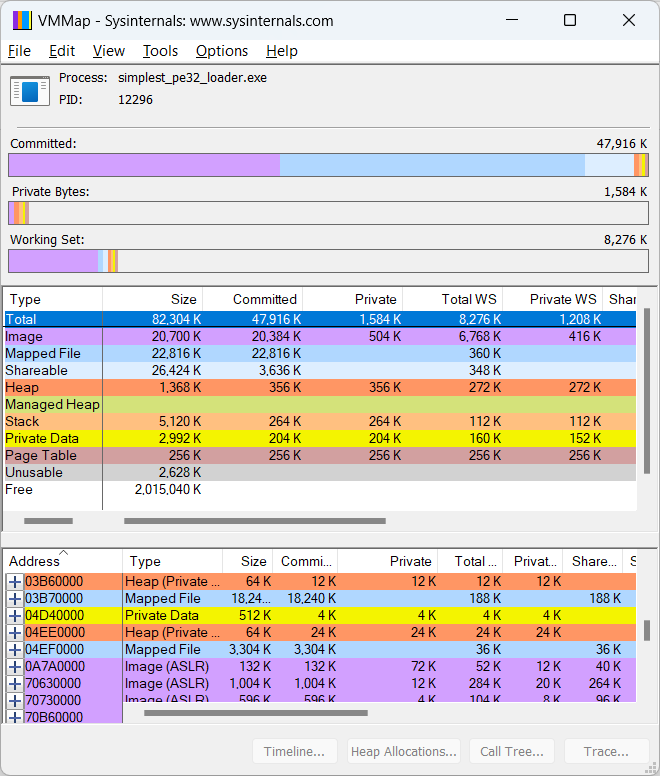 VMMap - Sysinternals: www.sysinternals.com
File Edit View Tools Options Help
Process: simplest_pe32_loader.exe
PID: 12296
Committed: 47,916 K
Private Bytes: 1,584 K
Working Set: 8,276 K
Type Size Committed Private Total WS Private WS Shar
Total 82,304 K 47,916 K 1,584 K 8,276 K 1,208 K
Image 20,700 K 20,384 K 504 K 6,768 K 416 K
Mapped File 22,816 K 22,816 K 360 K
Shareable 26,424 K 3,636 K 348 K
Heap 1,368 K 356 K 356 K 272 K 272 K
Managed Heap
Stack 5,120 K 264 K 264 K 112 K 112 K
Private Data 2,992 K 204 K 204 K 160 K 152 K
Page Table 256 K 256 K 256 K 256 K 256 K
Unusable 2,628 K
Free 2,015,040 K
Address Type Size Commi... Private Total ... Privat... Share... S
03B60000 Heap (Private ... 64 K 12 K 12 K 12 K 12 K
03B70000 Mapped File 18,24... 18,240 K 188 K 188 K
04D40000 Private Data 512 K 4 K 4 K 4 K 4 K
04EE0000 Heap (Private ... 64 K 24 K 24 K 24 K 24 K
04EF0000 Mapped File 3,304 K 3,304 K 36 K 36 K
0A7A0000 Image (ASLR) 132 K 132 K 72 K 52 K 12 K 40 K
70630000 Image (ASLR) 1,004 K 1,004 K 12 K 284 K 20 K 264 K
70730000 Image (ASLR) 596 K 596 K 4 K 104 K 8 K 96 K
70B60000
Timeline... Heap Allocations... Call Tree... Trace...